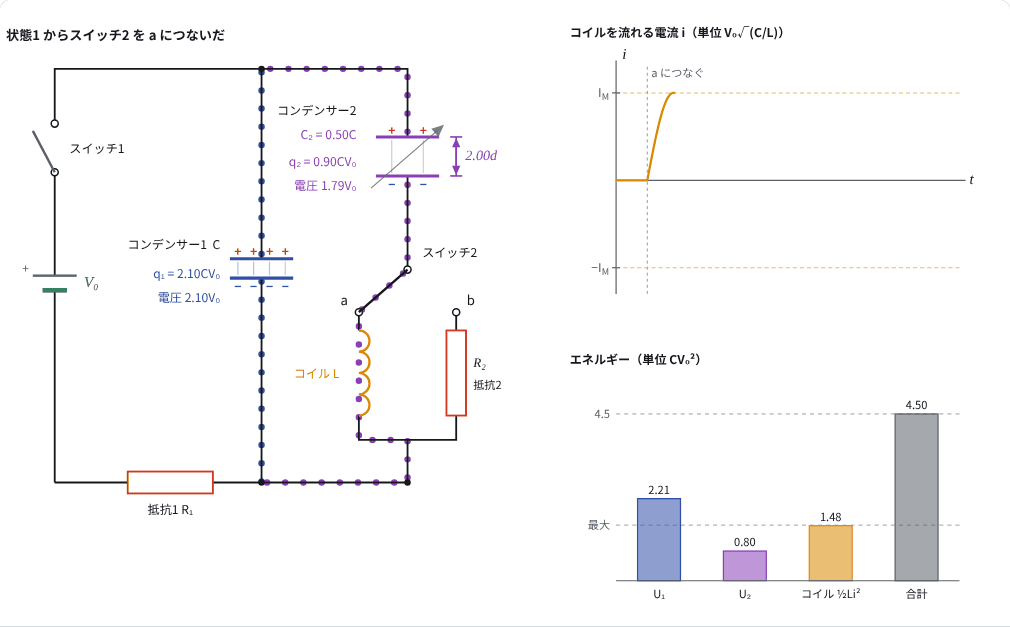 状態1 からスイッチ2 を a につないだ
スイッチ1
+
V₀
抵抗1 R₁
コンデンサー1 C
q₁ = 2.10CV₀
電圧 2.10V₀
+ + + +
− − − −
コンデンサー2
C₂ = 0.50C
q₂ = 0.90CV₀
電圧 1.79V₀
+ +
− −
2.00d
スイッチ2
a
b
コイル L
R₂
抵抗2
コイルを流れる電流 i（単位 V₀√(C/L)）
i
a につなぐ
I_M
t
−I_M
エネルギー（単位 CV₀²）
4.5
最大
2.21
0.80
1.48
4.50
U₁
U₂
コイル ½Li²
合計